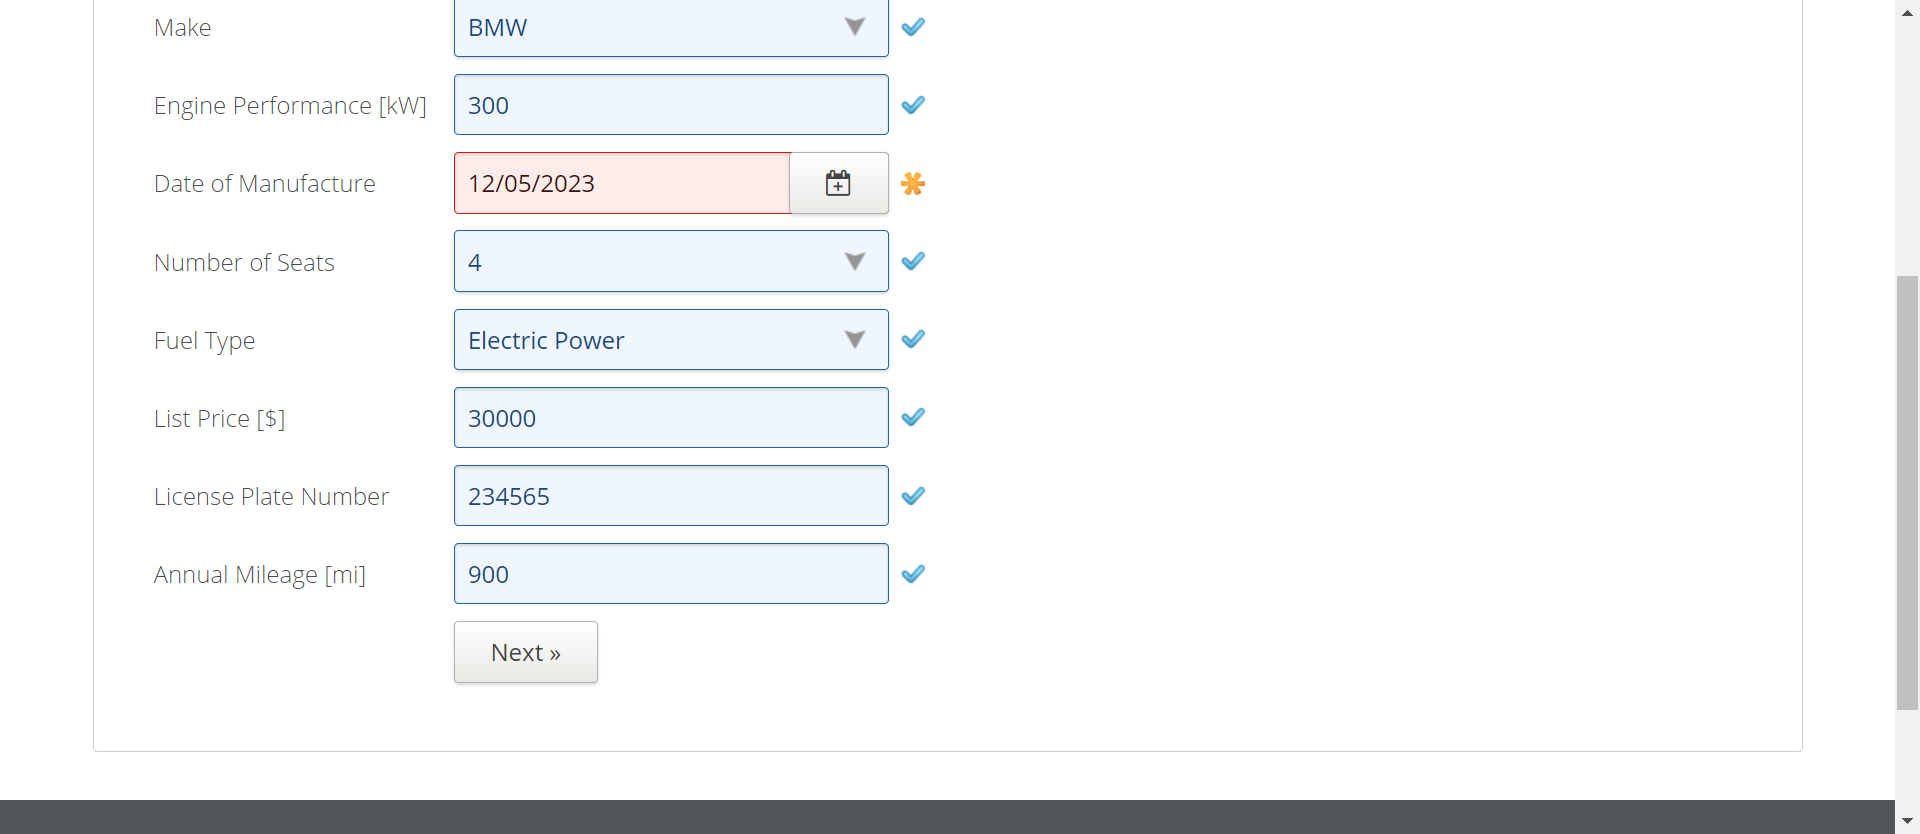 Make BMW
Engine Performance [kW] 300
Date of Manufacture 12/05/2023
Number of Seats 4
Fuel Type Electric Power
List Price [$] 30000
License Plate Number 234565
Annual Mileage [mi] 900
Next »